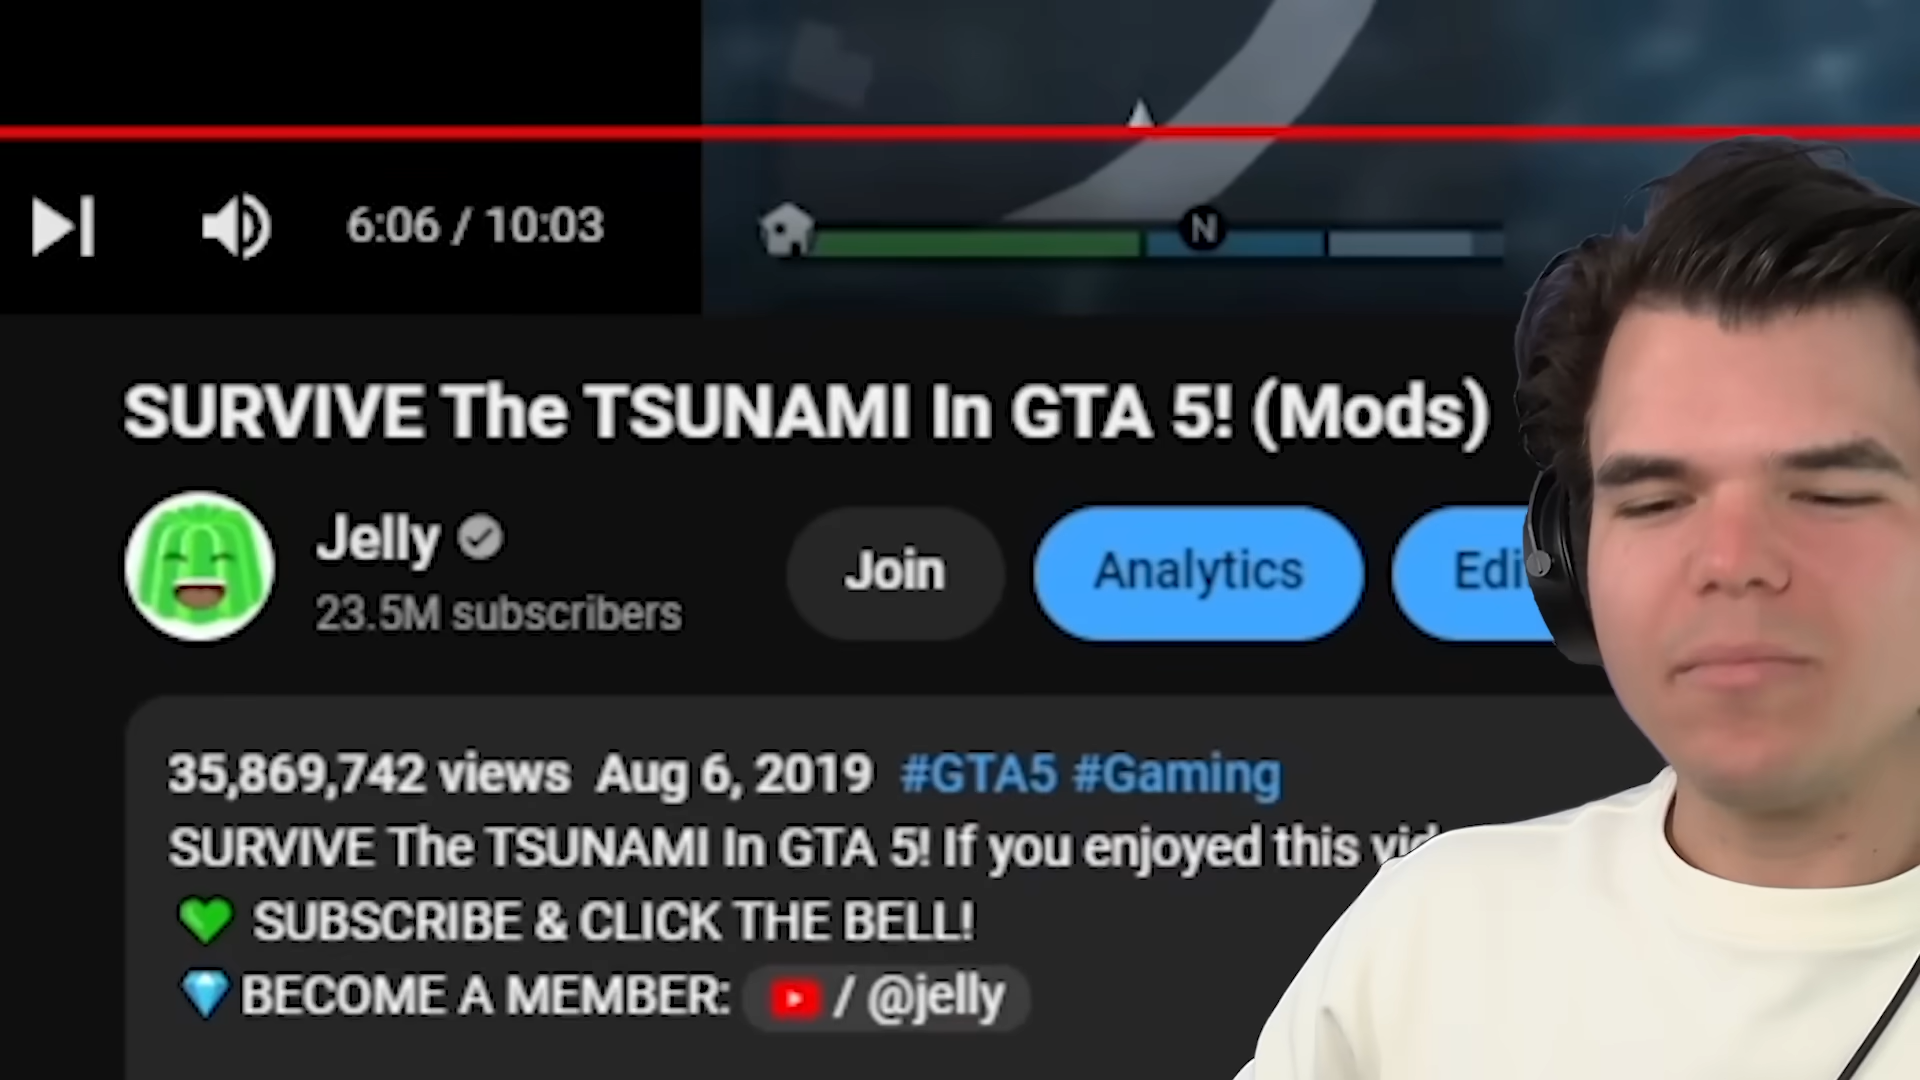 6:06 / 10:03
N
SURVIVE The TSUNAMI In GTA 5! (Mods)
Jelly
23.5M subscribers
Join
Analytics
Edi
35,869,742 views Aug 6, 2019 #GTA5 #Gaming
SURVIVE The TSUNAMI In GTA 5! If you enjoyed this vid
SUBSCRIBE & CLICK THE BELL!
BECOME A MEMBER: / @jelly